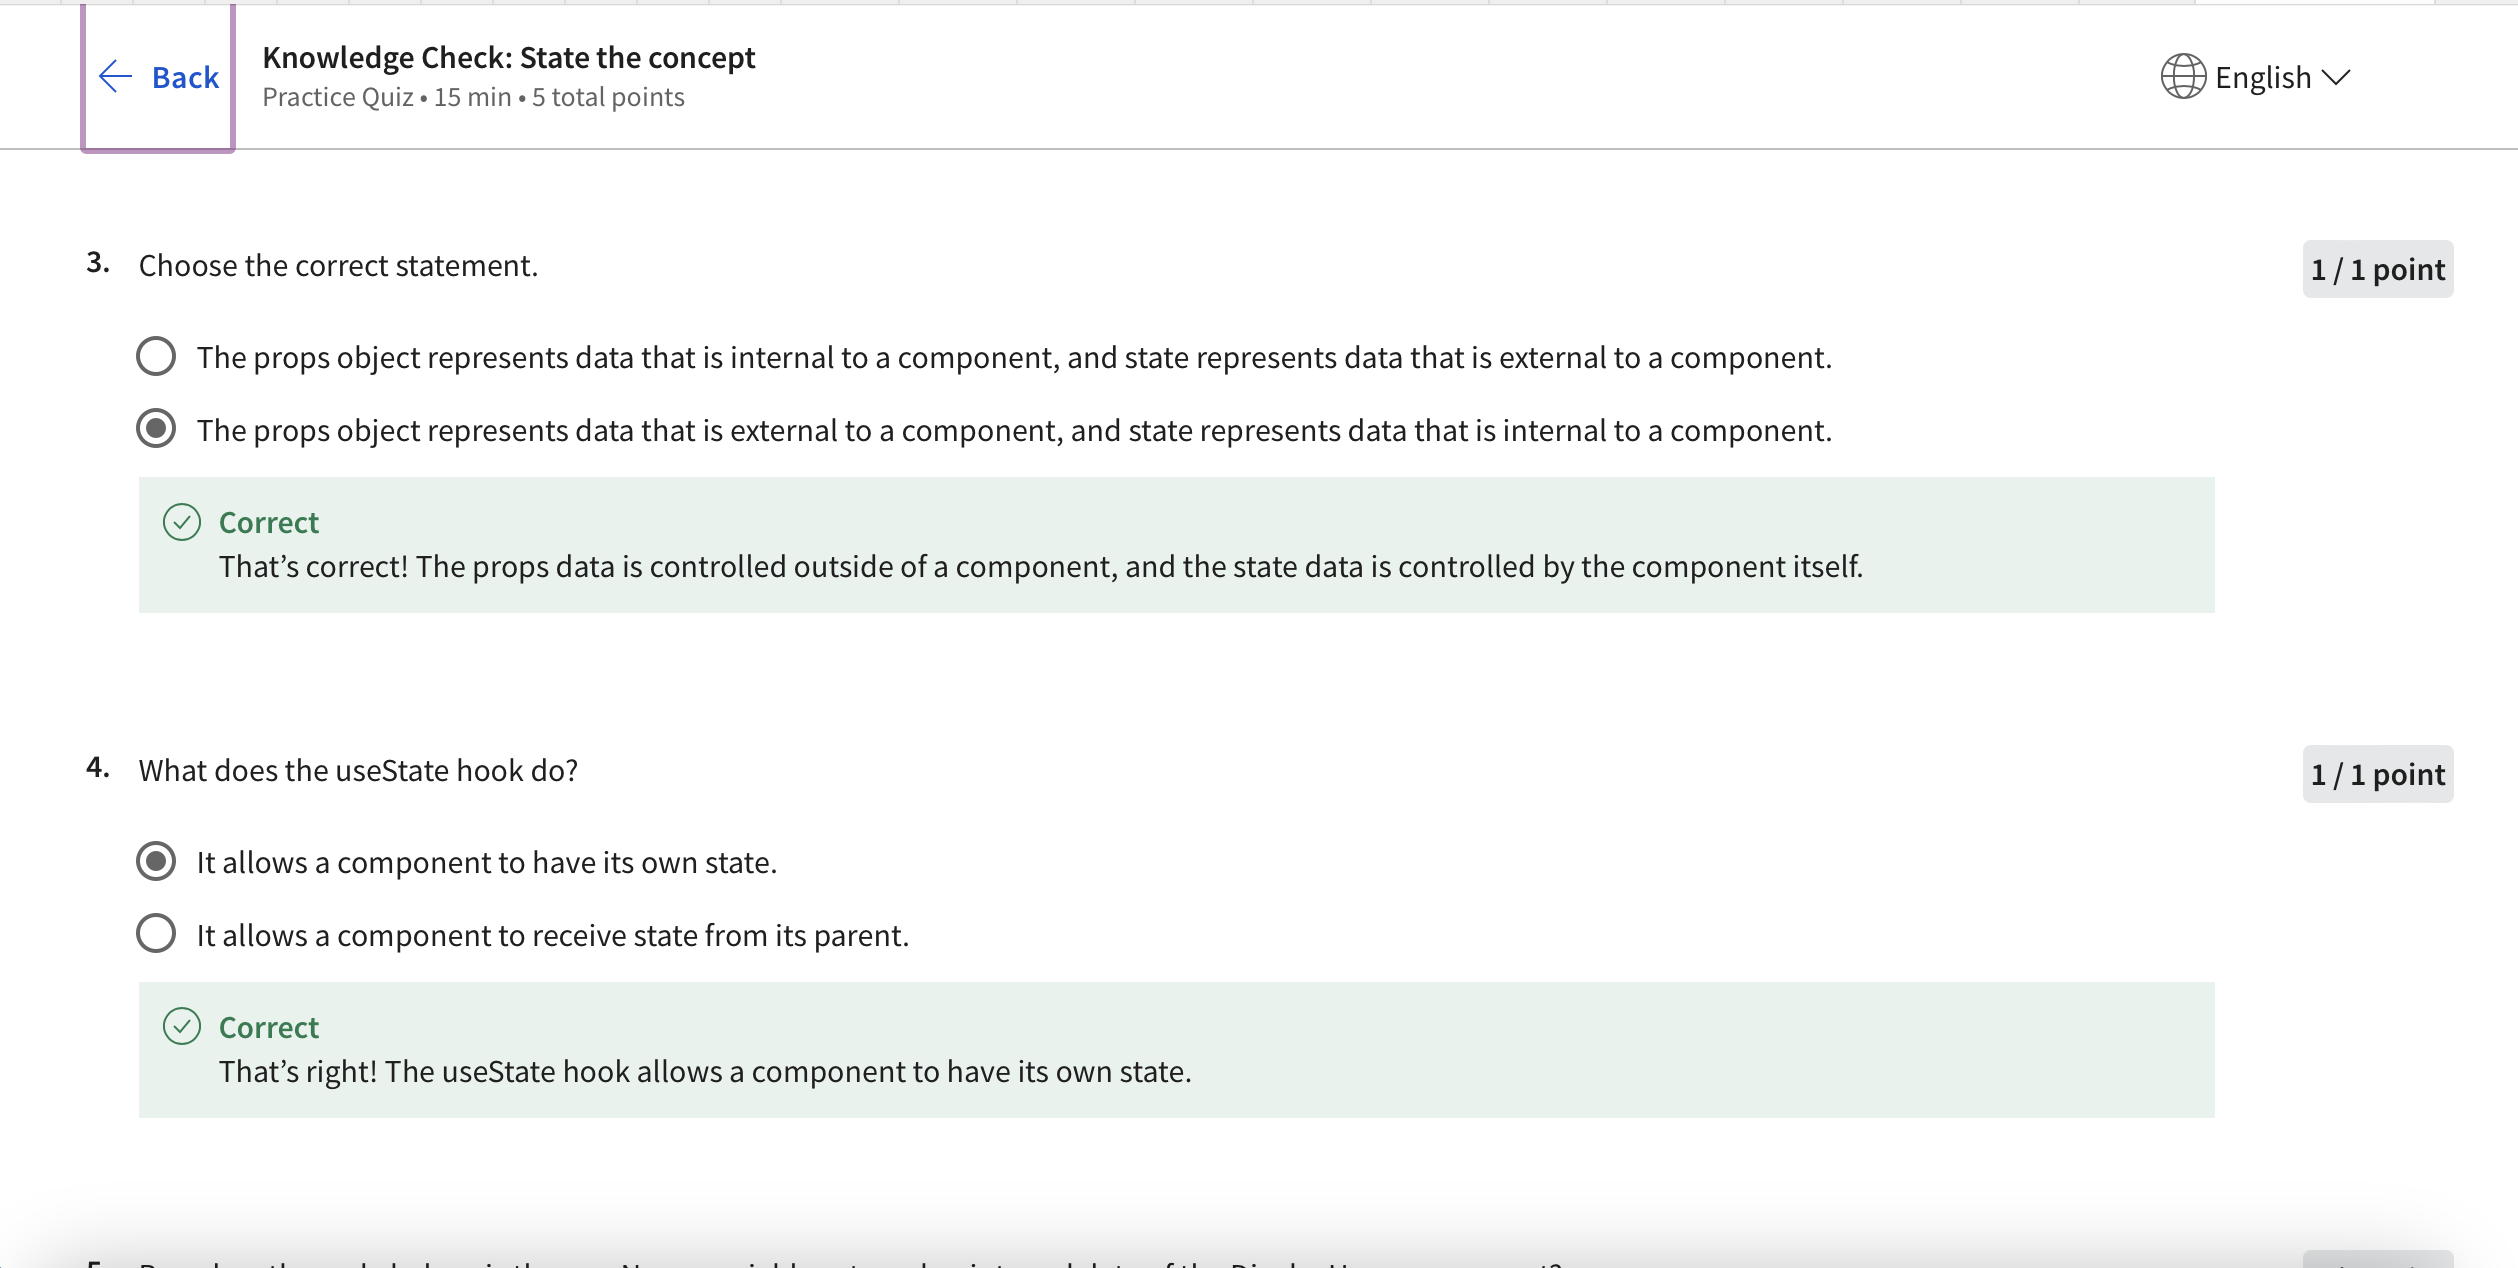 Back
Knowledge Check: State the concept
Practice Quiz • 15 min • 5 total points
English
3. Choose the correct statement.
1 / 1 point
The props object represents data that is internal to a component, and state represents data that is external to a component.
The props object represents data that is external to a component, and state represents data that is internal to a component.
Correct
That’s correct! The props data is controlled outside of a component, and the state data is controlled by the component itself.
4. What does the useState hook do?
1 / 1 point
It allows a component to have its own state.
It allows a component to receive state from its parent.
Correct
That’s right! The useState hook allows a component to have its own state.